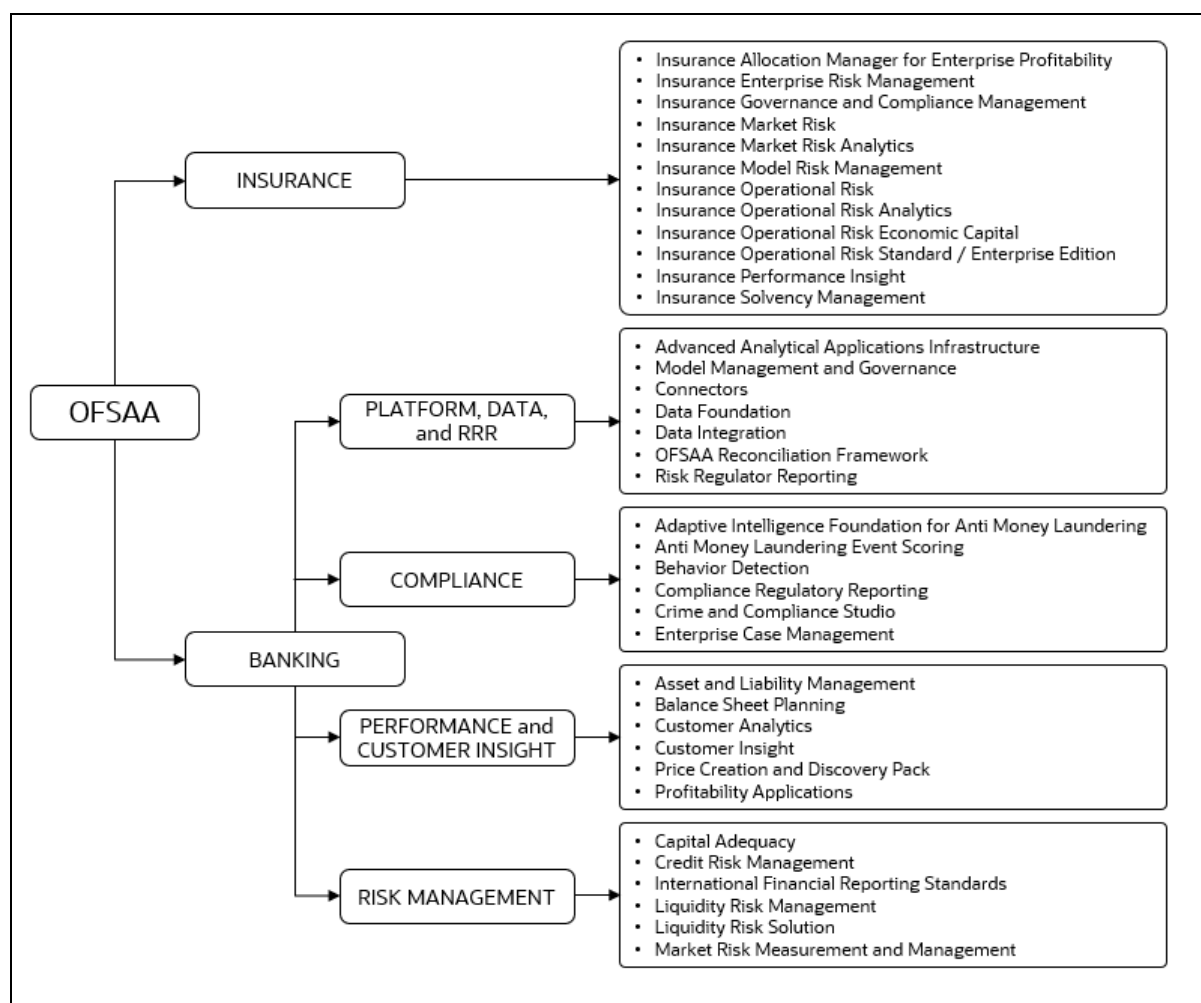 OFSAA
INSURANCE
• Insurance Allocation Manager for Enterprise Profitability
• Insurance Enterprise Risk Management
• Insurance Governance and Compliance Management
• Insurance Market Risk
• Insurance Market Risk Analytics
• Insurance Model Risk Management
• Insurance Operational Risk
• Insurance Operational Risk Analytics
• Insurance Operational Risk Economic Capital
• Insurance Operational Risk Standard / Enterprise Edition
• Insurance Performance Insight
• Insurance Solvency Management
BANKING
PLATFORM, DATA,
and RRR
• Advanced Analytical Applications Infrastructure
• Model Management and Governance
• Connectors
• Data Foundation
• Data Integration
• OFSAA Reconciliation Framework
• Risk Regulator Reporting
COMPLIANCE
• Adaptive Intelligence Foundation for Anti Money Laundering
• Anti Money Laundering Event Scoring
• Behavior Detection
• Compliance Regulatory Reporting
• Crime and Compliance Studio
• Enterprise Case Management
PERFORMANCE and
CUSTOMER INSIGHT
• Asset and Liability Management
• Balance Sheet Planning
• Customer Analytics
• Customer Insight
• Price Creation and Discovery Pack
• Profitability Applications
RISK MANAGEMENT
• Capital Adequacy
• Credit Risk Management
• International Financial Reporting Standards
• Liquidity Risk Management
• Liquidity Risk Solution
• Market Risk Measurement and Management